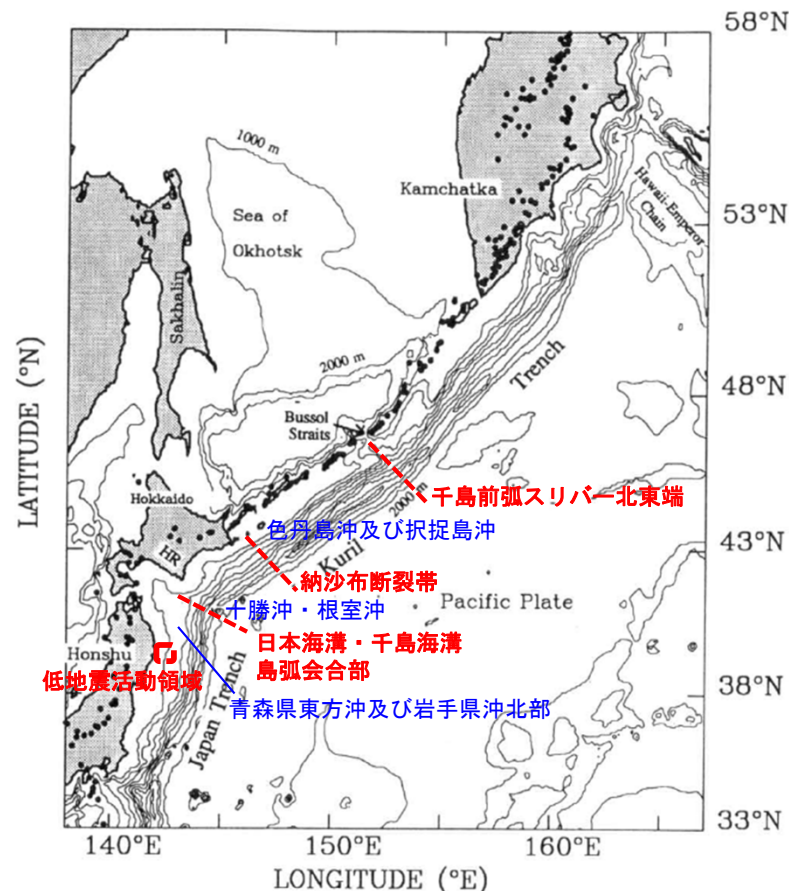 58°N
1000 m
Kamchatka
Hawaii-Emperor
Chain
Sea of
Okhotsk
53°N
Sakhalin
LATITUDE (°N)
2000 m
Trench
48°N
Bussol
Straits
Hokkaido
2000 m
千島前弧スリバー北東端
色丹島沖及び択捉島沖
43°N
HR
Kuril
納沙布断裂帯
Pacific Plate
十勝沖・根室沖
日本海溝・千島海溝
島弧会合部
Honshu
低地震活動領域
38°N
青森県東方沖及び岩手県沖北部
Japan Trench
33°N
140°E
150°E
160°E
LONGITUDE (°E)